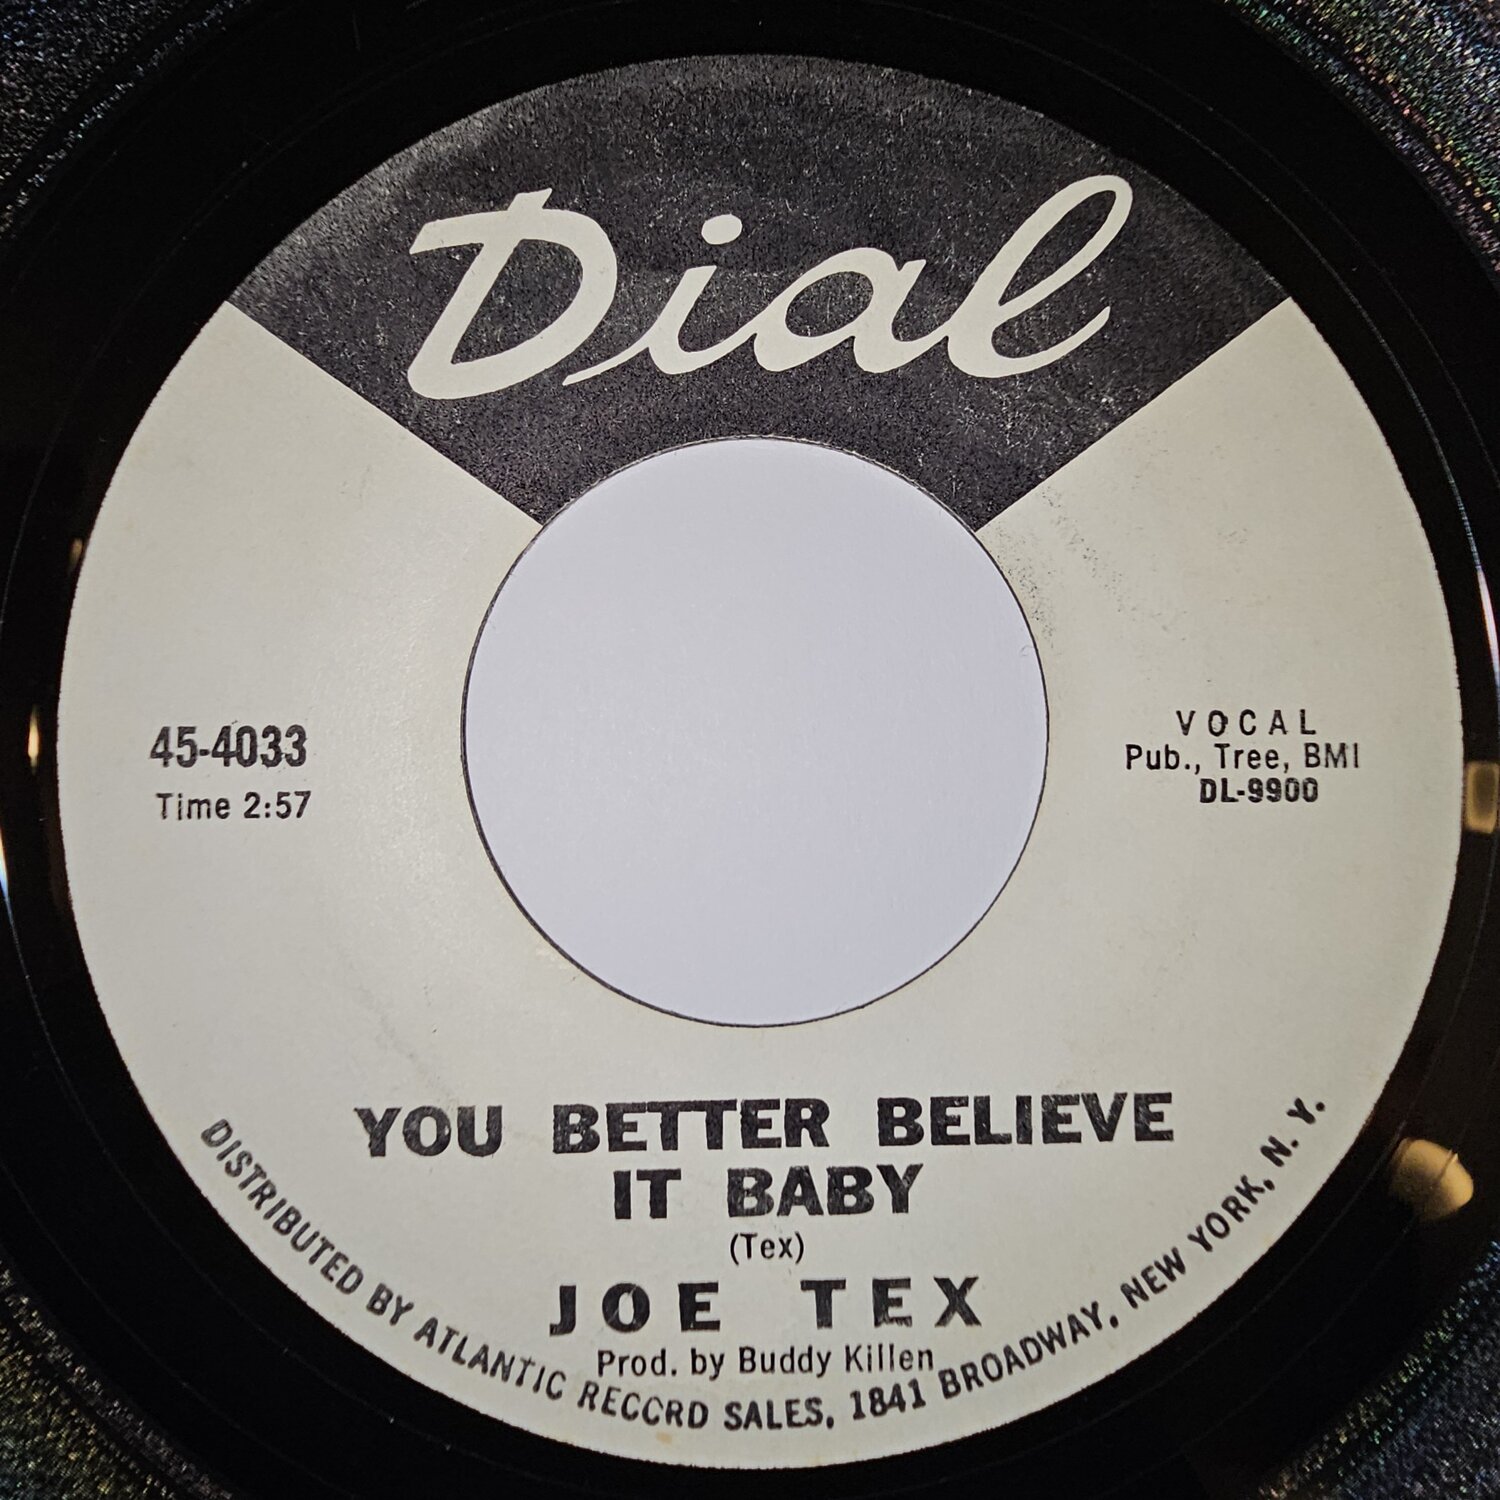 Dial
45-4033
Time 2:57
VOCAL
Pub., Tree, BMI
DL-9900
YOU BETTER BELIEVE
IT BABY
(Tex)
JOE TEX
Prod. by Buddy Killen
DISTRIBUTED BY ATLANTIC RECCRD SALES, 1841 BROADWAY, NEW YORK, N. Y.